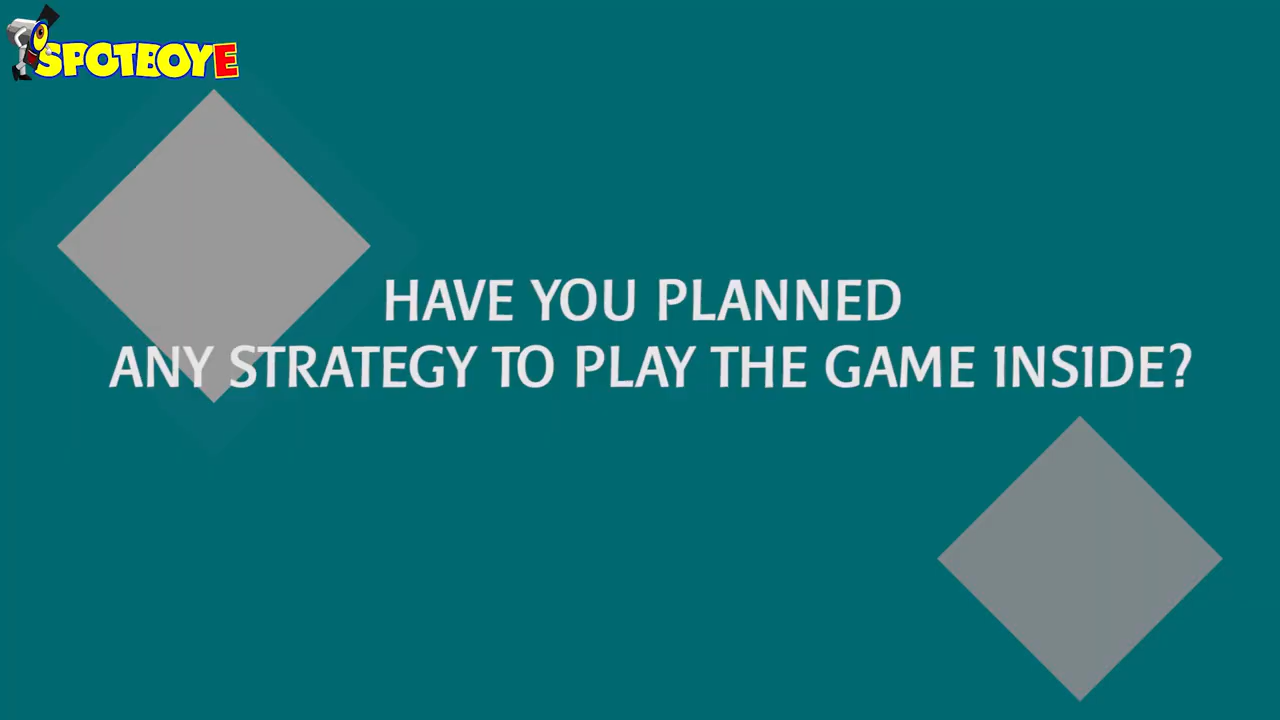 SPOTBOYE
HAVE YOU PLANNED
ANY STRATEGY TO PLAY THE GAME INSIDE?